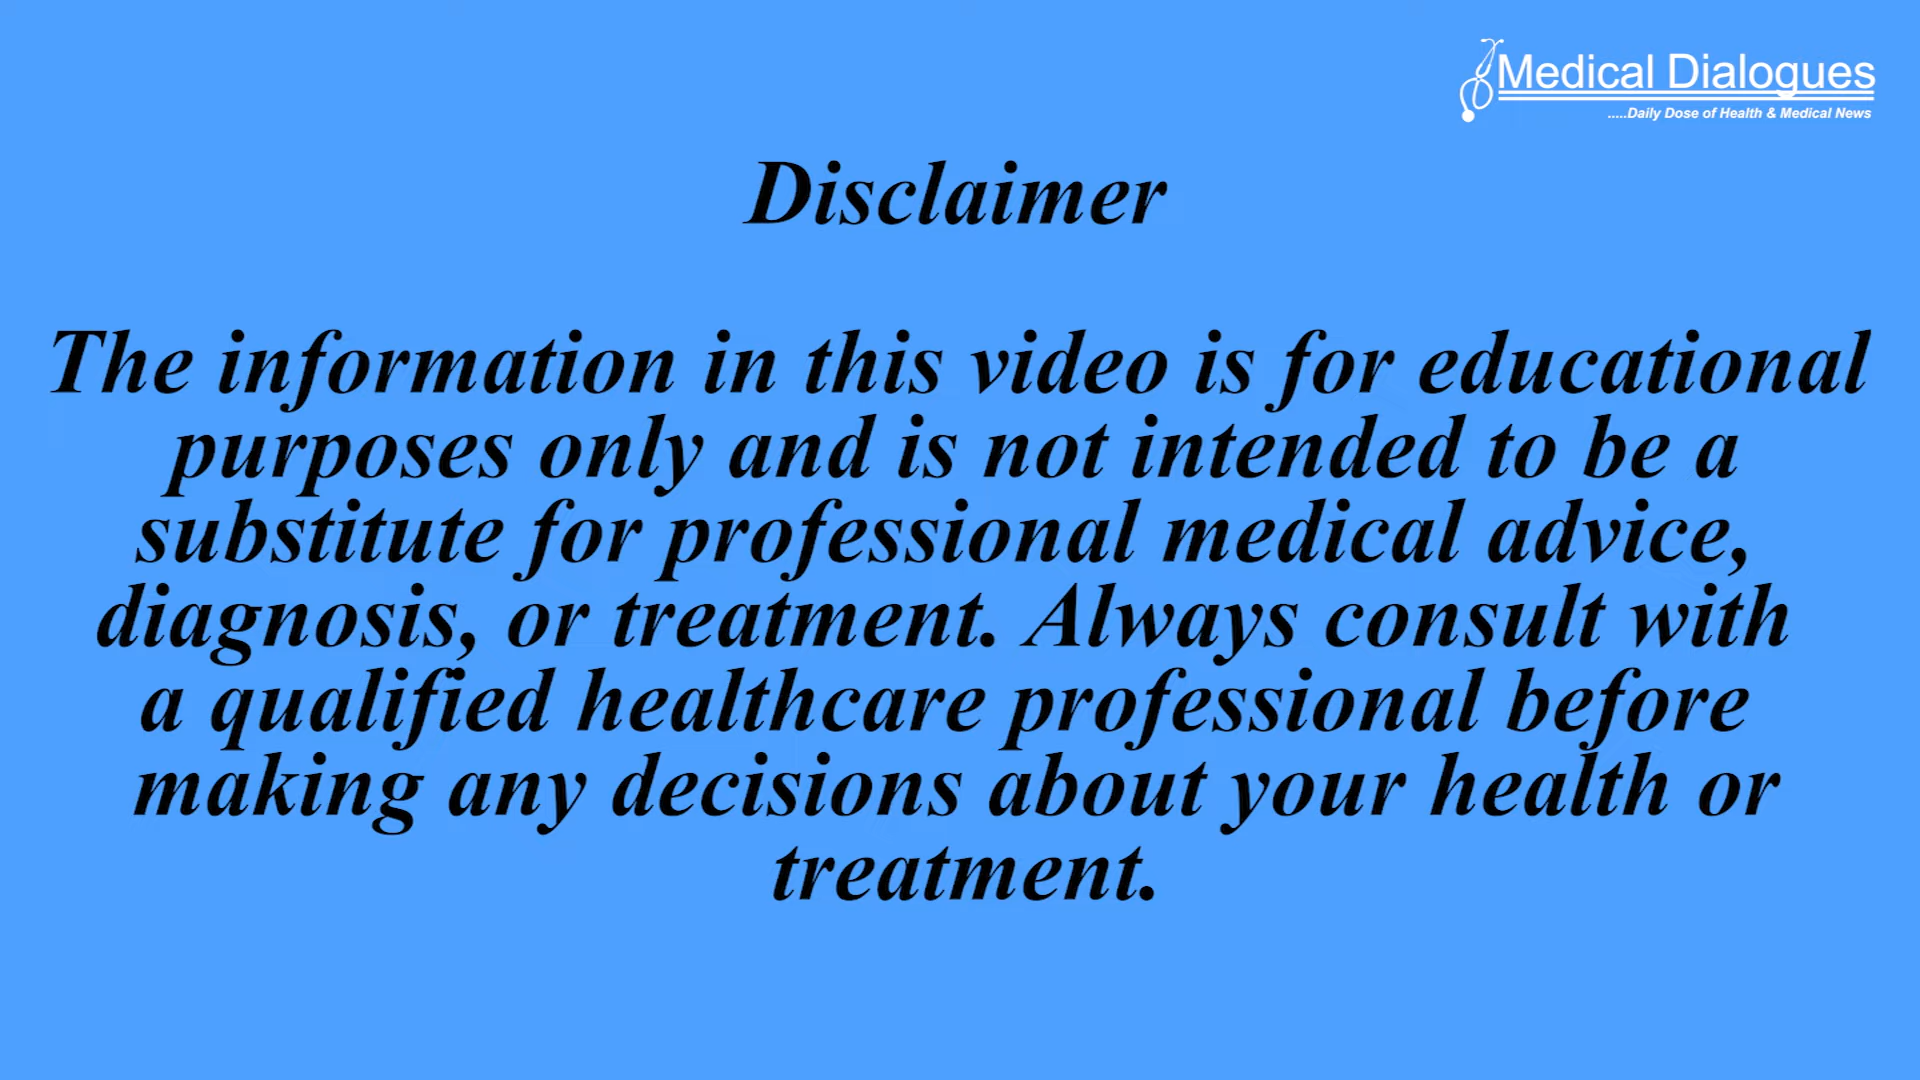 Medical Dialogues
.....Daily Dose of Health & Medical News
Disclaimer
The information in this video is for educational
purposes only and is not intended to be a
substitute for professional medical advice,
diagnosis, or treatment. Always consult with
a qualified healthcare professional before
making any decisions about your health or
treatment.